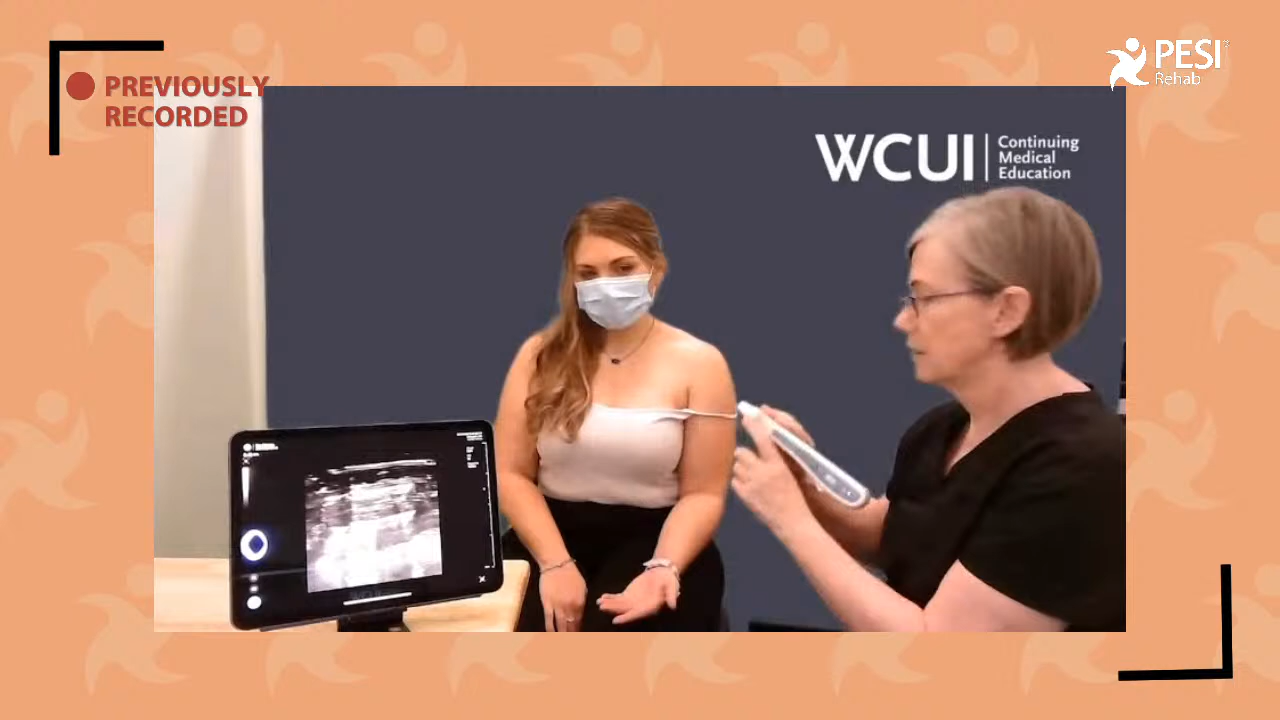 PREVIOUSLY
RECORDED
PESI
Rehab
WCUI
Continuing
Medical
Education